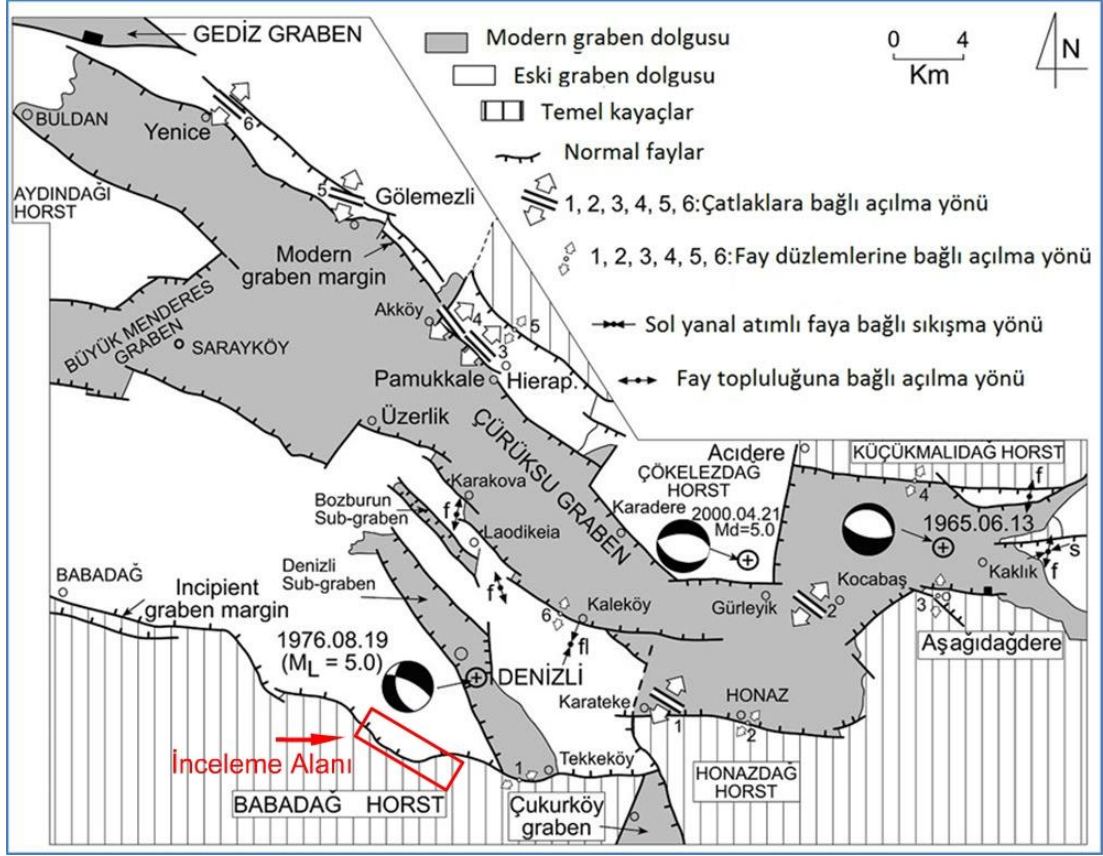 GEDİZ GRABEN
Modern graben dolgusu
Eski graben dolgusu
Temel kayaçlar
Normal faylar
1, 2, 3, 4, 5, 6:Çatlaklara bağlı açılma yönü
1, 2, 3, 4, 5, 6:Fay düzlemlerine bağlı açılma yönü
Sol yanal atımlı faya bağlı sıkışma yönü
Fay topluluğuna bağlı açılma yönü
0 4
Km
N
BULDAN
Yenice
6
5
Gölemezli
AYDINDAĞI
HORST
Modern
graben margin
BÜYÜK MENDERES
GRABEN
SARAYKÖY
Akköy
4
5
3
Pamukkale
Hierap.
Üzerlik
ÇÜRÜKSU GRABEN
Karakova
Bozburun
Sub-graben
f
Laodikeia
Denizli
Sub-graben
f
Acıdere
ÇÖKELEZDAĞ
HORST
Karadere
2000.04.21
Md=5.0
KÜÇÜKMALIDAĞ HORST
4
f
1965.06.13
s
f
Kaklık
Kocabaş
Gürleyik
2
3
Aşağıdağdere
BABADAĞ
Incipient
graben margin
6
Kaleköy
fl
1976.08.19
(ML = 5.0)
DENİZLİ
Karateke
1
HONAZ
2
İnceleme Alanı
1
Tekkeköy
BABADAĞ HORST
Çukurköy
graben
HONAZDAĞ
HORST